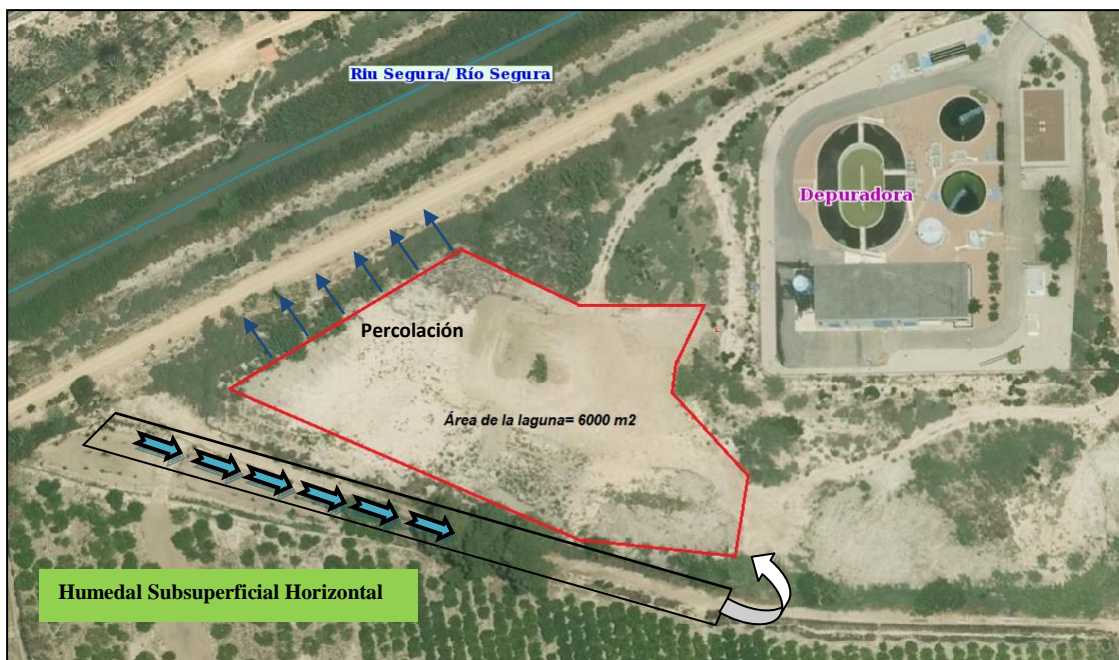 Riu Segura/ Río Segura
Depuradora
Percolación
Área de la laguna= 6000 m2
Humedal Subsuperficial Horizontal